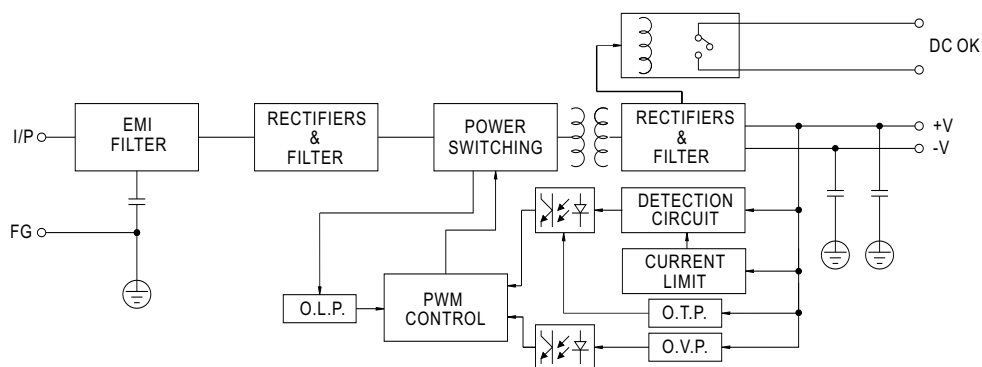 DC OK
I/P
EMI
FILTER
RECTIFIERS
&
FILTER
POWER
SWITCHING
RECTIFIERS
&
FILTER
+V
-V
FG
DETECTION
CIRCUIT
CURRENT
LIMIT
O.L.P.
PWM
CONTROL
O.T.P.
O.V.P.